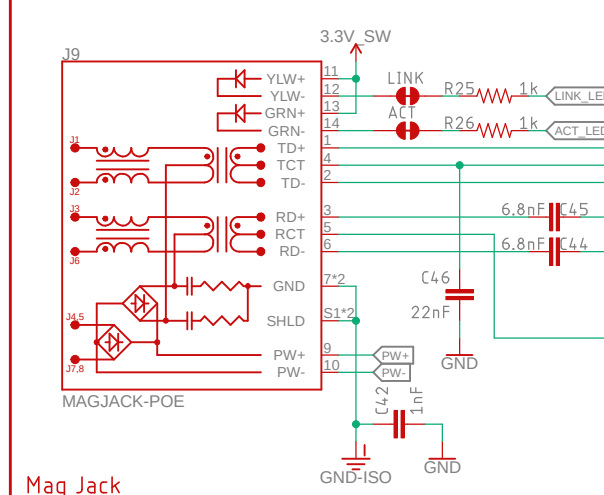 3.3V_SW
J9
YLW+ 11
YLW- 12
GRN+ 13
GRN- 14
LINK
R25 1k LINK_LE
ACT
R26 1k ACT_LED
J1
TD+ 1
TCT 4
J2
TD- 2
J3
RD+ 3
6.8nF C45
RCT 5
J6
RD- 6
6.8nF C44
GND 7*2
C46
22nF
GND
J4,5
SHLD S1*2
J7,8
PW+ 9 PW+
PW- 10 PW-
MAGJACK-POE
C42
1nF
GND-ISO
GND
Mag Jack